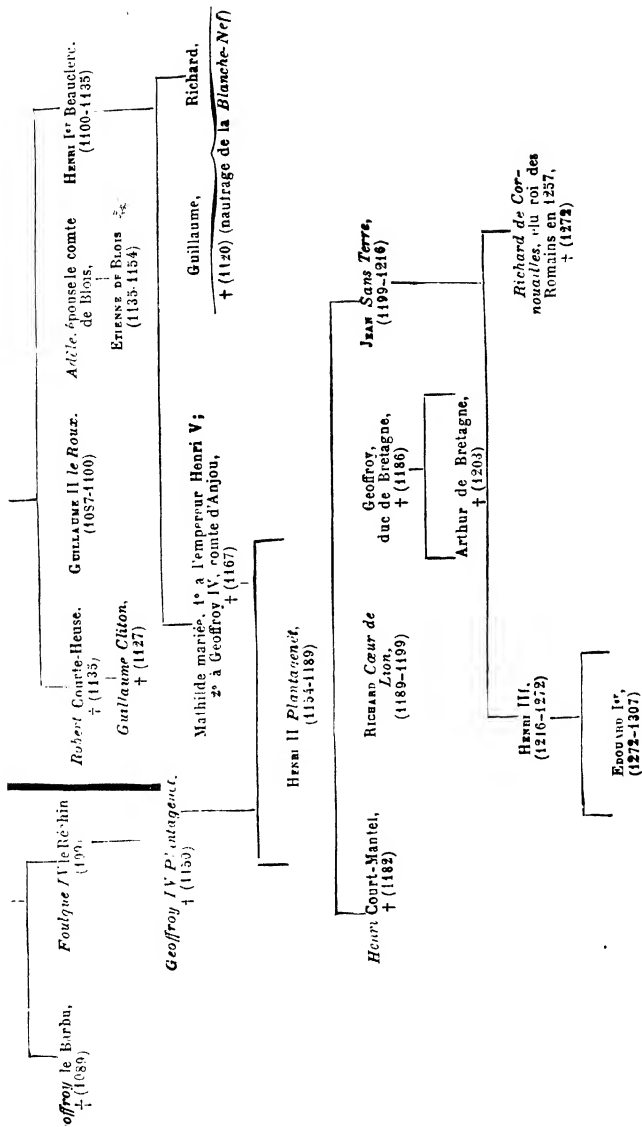 offroy le Barbu,
† (1089)
Foulque IV le Réchin
Robert Courte-Heuse.
† (1135)
Guillaume Cliton,
† (1127)
GUILLAUME II le Roux.
(1087-1100)
Adèle, épouse le comte
de Blois,
ETIENNE DE BLOIS
(1135-1154)
HENRI Ier Beauclerc.
(1100-1135)
Geoffroy IV Plantagenet.
† (1150)
Mathilde mariée, 1° a l'empereur Henri V;
2° à Geoffroy IV, comte d'Anjou,
† (1167)
Guillaume, Richard,
† (1120) (naufrage de la Blanche-Nef)
HENRI II Plantagenet,
(1154-1189)
Henri Court-Mantel,
† (1182)
RICHARD Cœur de
Lion,
(1189-1199)
Geoffroy,
duc de Bretagne,
† (1186)
JEAN Sans Terre,
(1199-1216)
Arthur de Bretagne,
† (1203)
HENRI III.
(1216-1272)
Richard de Cor-
nouailles, élu roi des
Romains en 1257,
† (1272)
EDOUARD Ier,
(1272-1307)